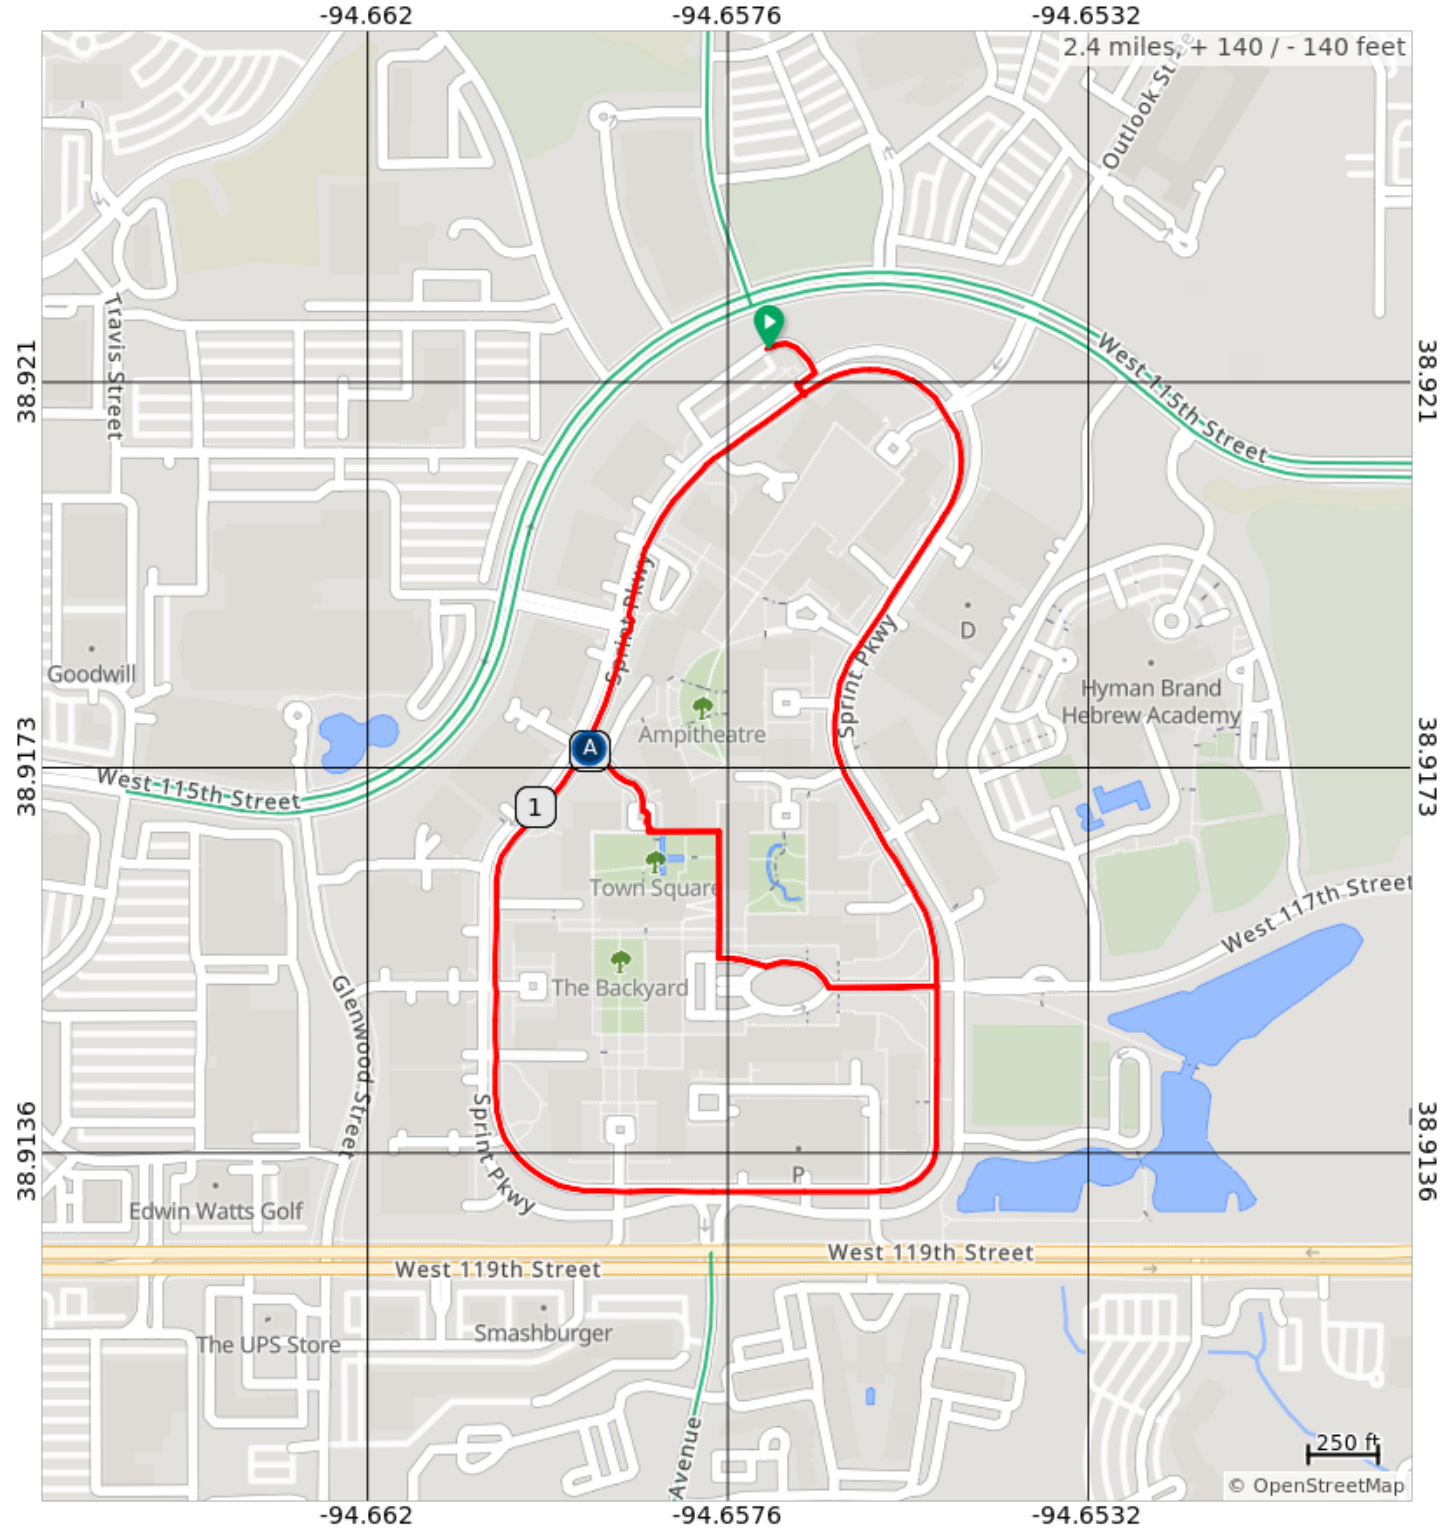 -94.662
-94.6576
-94.6532
2.4 miles, + 140 / - 140 feet
Outlook Street
Travis Street
West 115th Street
38.921
38.921
Sprint Pkwy
Sprint Pkwy
D
Goodwill
Hyman Brand
Hebrew Academy
Ampitheatre
A
38.9173
38.9173
West 115th Street
1
Town Square
West 117th Street
The Backyard
Glenwood Street
Sprint Pkwy
38.9136
38.9136
P
Edwin Watts Golf
West 119th Street
West 119th Street
Smashburger
The UPS Store
Avenue
250 ft
© OpenStreetMap
-94.662
-94.6576
-94.6532